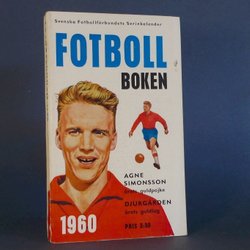 Svenska Fotbollförbundets Seriekalender
FOTBOLL
BOKEN
AGNE
SIMONSSON
årets guldpojke
DJURGÅRDEN
årets guldlag
1960
PRIS 2:50